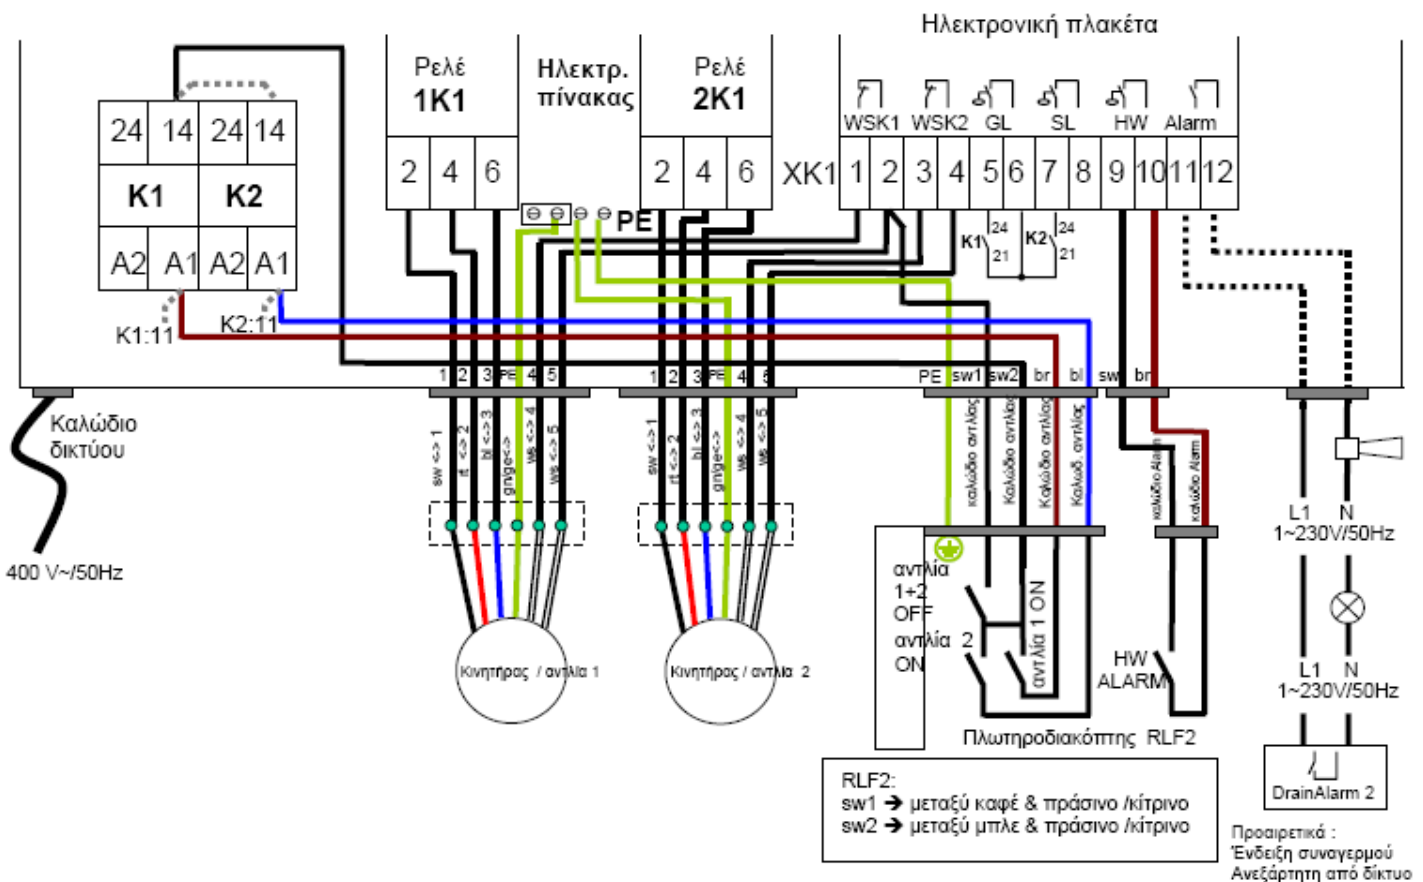 Ηλεκτρονική πλακέτα
Ρελέ
1K1
Ηλεκτρ.
πίνακας
Ρελέ
2K1
WSK1 WSK2 GL SL HW Alarm
24 14 24 14
K1 K2
A2 A1 A2 A1
2 4 6
2 4 6
XK1 1 2 3 4 5 6 7 8 9 10 11 12
PE
K1 24
21
K2 24
21
K1:11
K2:11
1 2 3 PE 4 5
1 2 3 PE 4 5
PE sw1 sw2 br bl sw br
Καλώδιο
δικτύου
400 V~/50Hz
sw <-> 1
rt <-> 2
bl <-> 3
gn/ge<->
ws <-> 4
ws <-> 5
sw <-> 1
rt <-> 2
bl <-> 3
gn/ge<->
ws <-> 4
ws <-> 5
καλώδιο αντλίας
Καλώδιο αντλίας
Καλώδιο αντλίας
Καλωδ. αντλίας
καλώδιο Alarm
καλώδιο Alarm
L1 N
1~230V/50Hz
αντλία
1+2
OFF
αντλία 2
ON
αντλία 1 ON
HW
ALARM
L1 N
1~230V/50Hz
Κινητήρας / αντλία 1
Κινητήρας / αντλία 2
Πλωτηροδιακόπτης RLF2
DrainAlarm 2
RLF2:
sw1 ➔ μεταξύ καφέ & πράσινο /κίτρινο
sw2 ➔ μεταξύ μπλε & πράσινο /κίτρινο
Προαιρετικά :
Ένδειξη συναγερμού
Ανεξάρτητη από δίκτυο